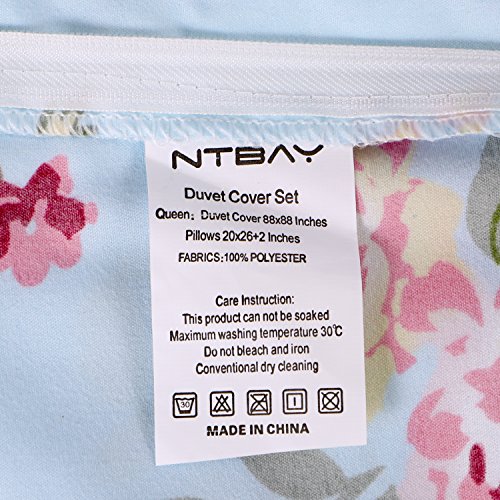 NTBAY
Duvet Cover Set
Queen: Duvet Cover 88x88 Inches
Pillows 20x26+2 Inches
FABRICS:100% POLYESTER
Care Instruction:
This product can not be soaked
Maximum washing temperature 30℃
Do not bleach and iron
Conventional dry cleaning
30
MADE IN CHINA